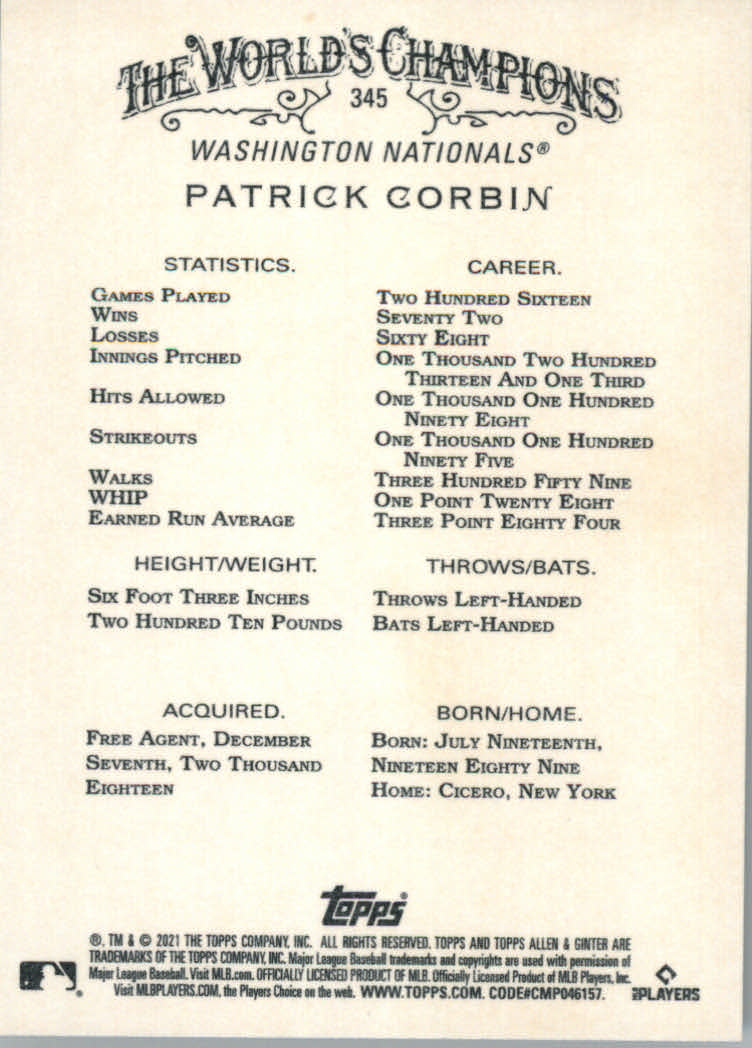 THE WORLD'S CHAMPIONS
345
WASHINGTON NATIONALS®
PATRICK CORBIN
STATISTICS. CAREER.
GAMES PLAYED TWO HUNDRED SIXTEEN
WINS SEVENTY TWO
LOSSES SIXTY EIGHT
INNINGS PITCHED ONE THOUSAND TWO HUNDRED
THIRTEEN AND ONE THIRD
HITS ALLOWED ONE THOUSAND ONE HUNDRED
NINETY EIGHT
STRIKEOUTS ONE THOUSAND ONE HUNDRED
NINETY FIVE
WALKS THREE HUNDRED FIFTY NINE
WHIP ONE POINT TWENTY EIGHT
EARNED RUN AVERAGE THREE POINT EIGHTY FOUR
HEIGHT/WEIGHT. THROWS/BATS.
SIX FOOT THREE INCHES THROWS LEFT-HANDED
TWO HUNDRED TEN POUNDS BATS LEFT-HANDED
ACQUIRED. BORN/HOME.
FREE AGENT, DECEMBER BORN: JULY NINETEENTH,
SEVENTH, TWO THOUSAND NINETEEN EIGHTY NINE
EIGHTEEN HOME: CICERO, NEW YORK
TOPPS®
®, TM & © 2021 THE TOPPS COMPANY, INC. ALL RIGHTS RESERVED. TOPPS AND TOPPS ALLEN & GINTER ARE
TRADEMARKS OF THE TOPPS COMPANY, INC. Major League Baseball trademarks and copyrights are used with permission of
Major League Baseball. Visit MLB.com. OFFICIALLY LICENSED PRODUCT OF MLB. Officially Licensed Product of MLB Players, Inc.
Visit MLBPLAYERS.COM, the Players Choice on the web. WWW.TOPPS.COM. CODE#CMP046157.
®
MLB PLAYERS